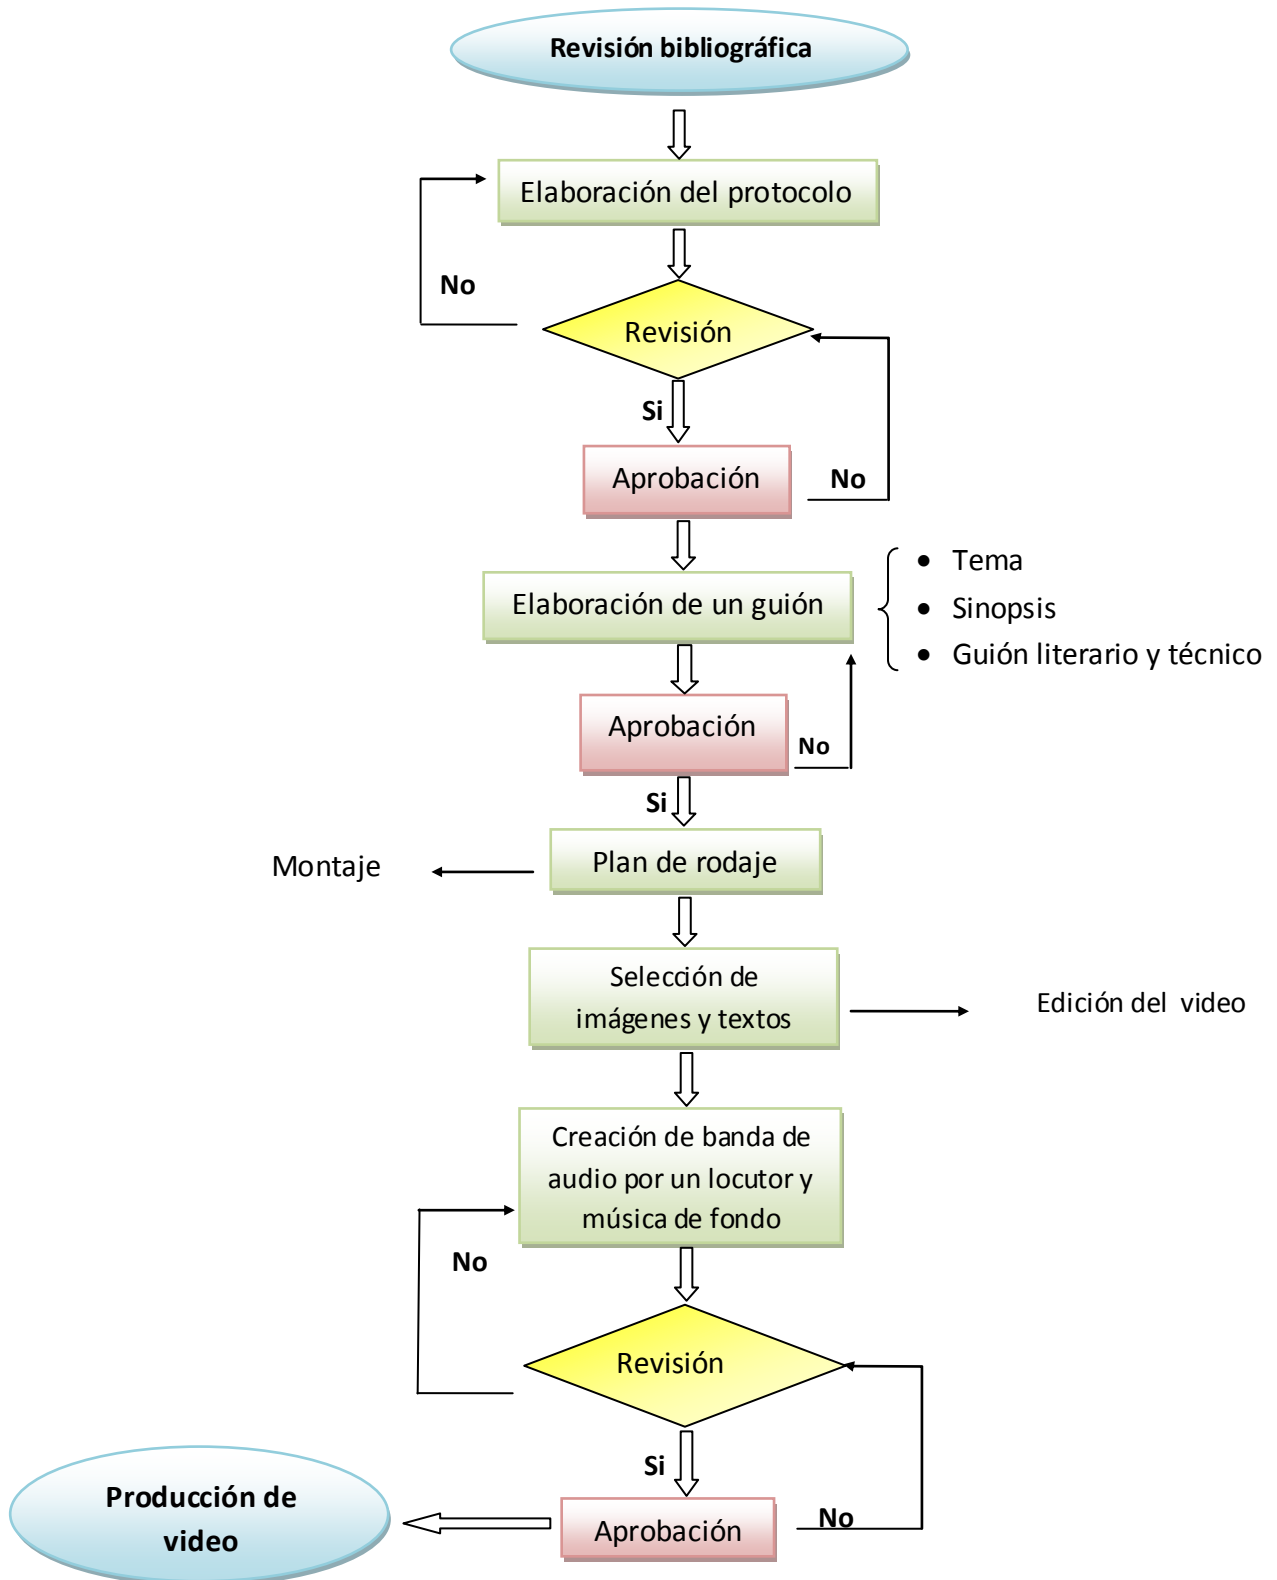 Revisión bibliográfica
Elaboración del protocolo
No
Revisión
Si
Aprobación
No
Elaboración de un guión
• Tema
• Sinopsis
• Guión literario y técnico
Aprobación
No
Si
Plan de rodaje
Montaje
Selección de
imágenes y textos
Edición del video
Creación de banda de
audio por un locutor y
música de fondo
No
Revisión
Si
Aprobación
No
Producción de
video